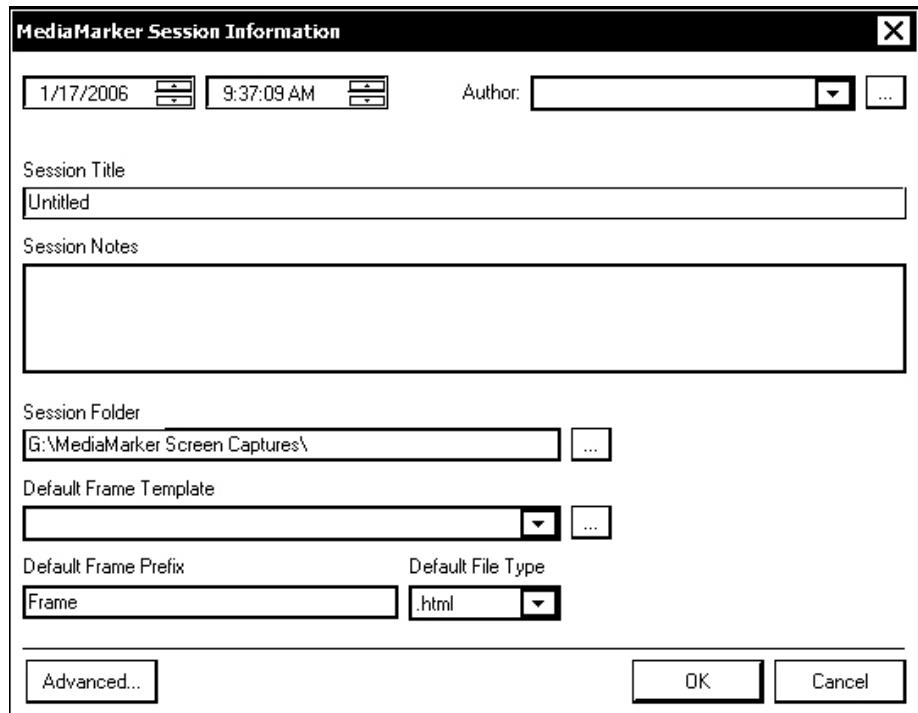 MediaMarker Session Information
1/17/2006 9:37:09 AM Author: ...
Session Title
Untitled
Session Notes
Session Folder
G:\MediaMarker Screen Captures\ ...
Default Frame Template
...
Default Frame Prefix Default File Type
Frame .html
Advanced... OK Cancel